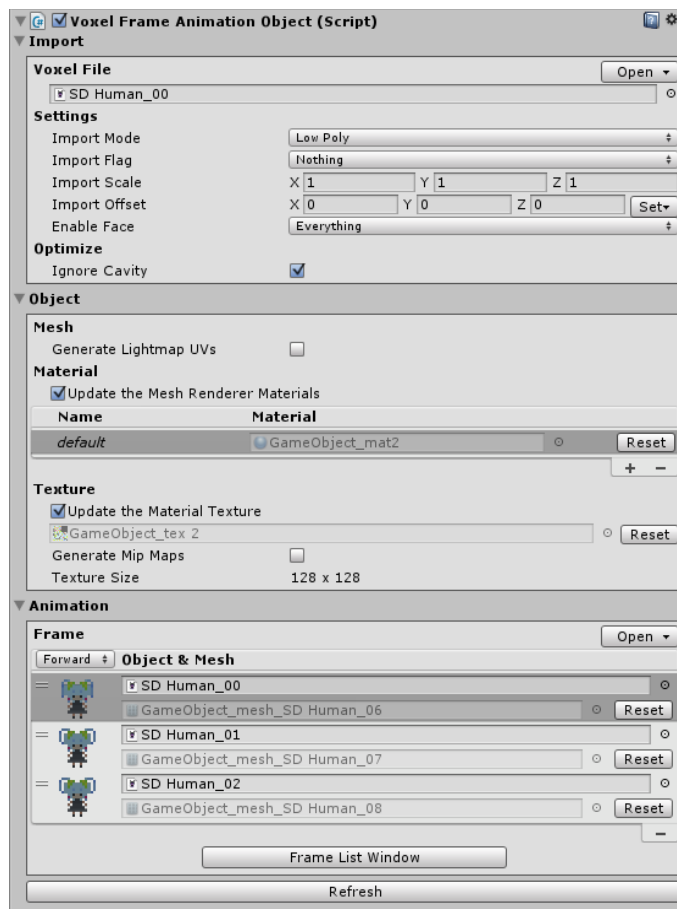 Voxel Frame Animation Object (Script)
Import
Voxel File Open
SD Human_00
Settings
Import Mode Low Poly
Import Flag Nothing
Import Scale X 1 Y 1 Z 1
Import Offset X 0 Y 0 Z 0 Set
Enable Face Everything
Optimize
Ignore Cavity
Object
Mesh
Generate Lightmap UVs
Material
Update the Mesh Renderer Materials
Name Material
default GameObject_mat2 Reset
+ −
Texture
Update the Material Texture
GameObject_tex 2 Reset
Generate Mip Maps
Texture Size 128 x 128
Animation
Frame Open
Forward Object & Mesh
SD Human_00
GameObject_mesh_SD Human_06 Reset
SD Human_01
GameObject_mesh_SD Human_07 Reset
SD Human_02
GameObject_mesh_SD Human_08 Reset
−
Frame List Window
Refresh